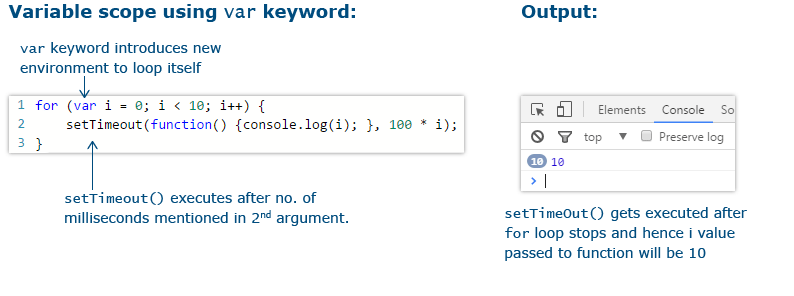 Variable scope using var keyword:
Output:
var keyword introduces new
environment to loop itself
1 for (var i = 0; i < 10; i++) {
2 setTimeout(function() {console.log(i); }, 100 * i);
3 }
setTimeout() executes after no. of
milliseconds mentioned in 2nd argument.
Elements Console So
top ▼ Preserve log
10 10
>
setTimeOut() gets executed after
for loop stops and hence i value
passed to function will be 10